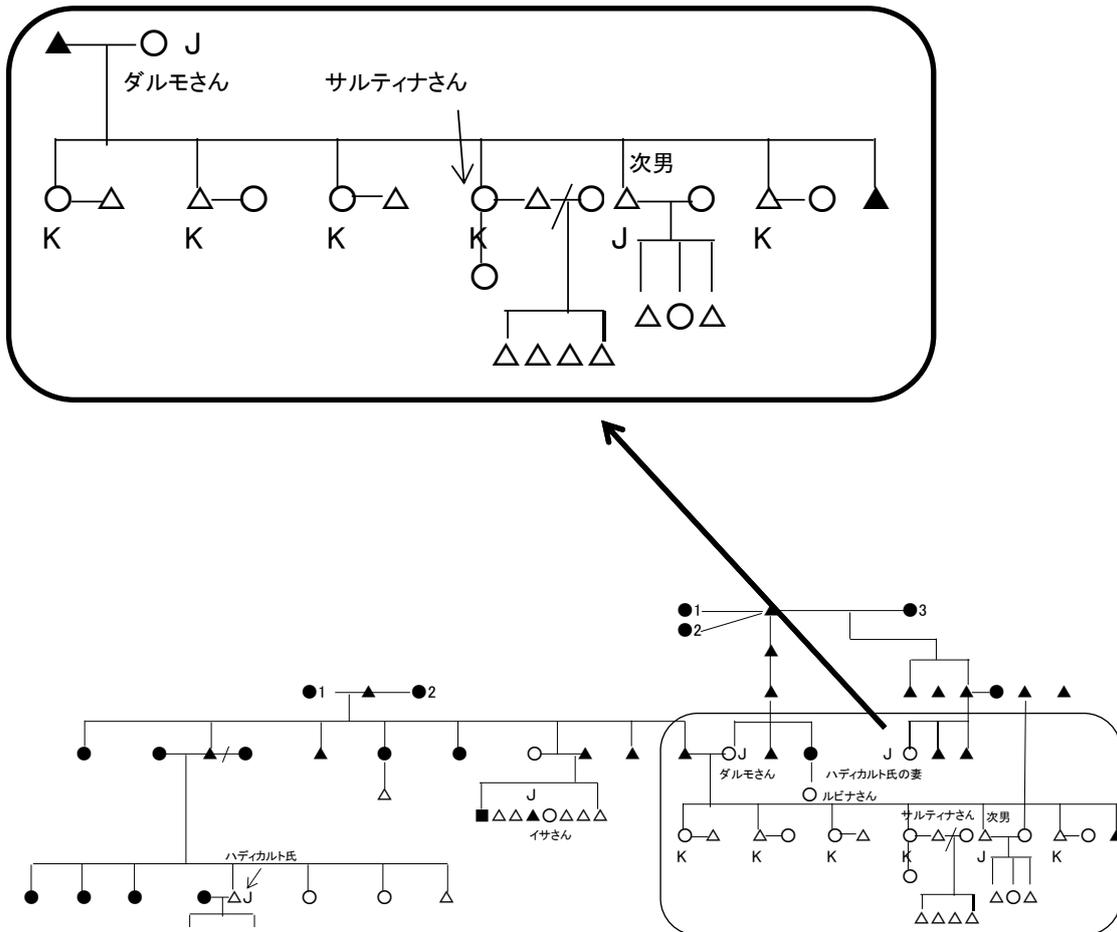 J
ダルモさん サルティナさん
次男
K K K K J K
1 3
2
1 2
J J
ダルモさん ハディカルト氏の妻
ルビナさん
J
サルティナさん 次男
イサさん
K K K K J K
ハディカルト氏
J